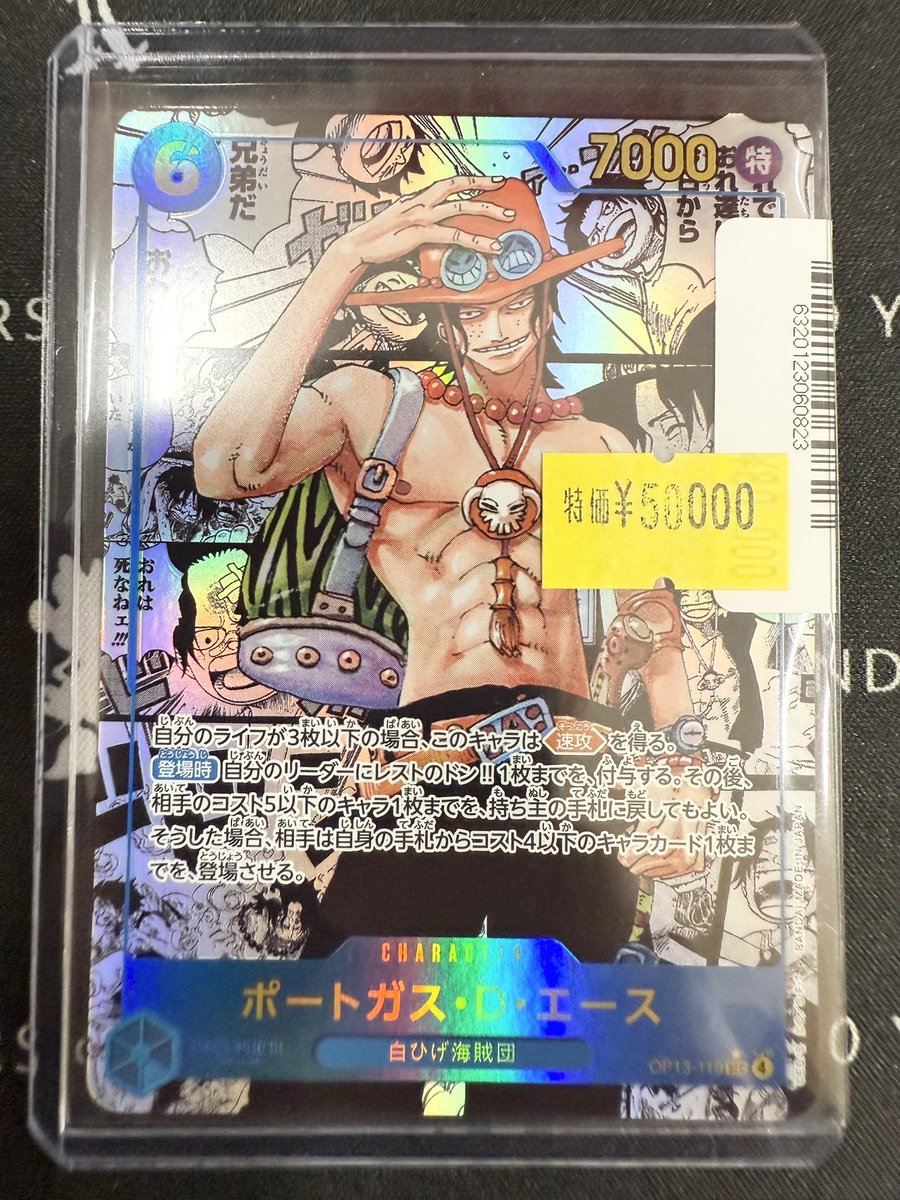 6
7000
特
兄弟だ
から
6320123060823
特価¥50000
おれは
死なねェ!!!
自分のライフが3枚以下の場合、このキャラは 速攻 を得る。
登場時 自分のリーダーにレストのドン!! 1枚までを、付与する。その後、
相手のコスト5以下のキャラ1枚までを、持ち主の手札に戻してもよい。
そうした場合、相手は自身の手札からコスト4以下のキャラカード1枚ま
でを、登場させる。
CHARACTER
ポートガス・D・エース
白ひげ海賊団
OP13-119 SEC 4
BANDAI MADE IN JAPAN